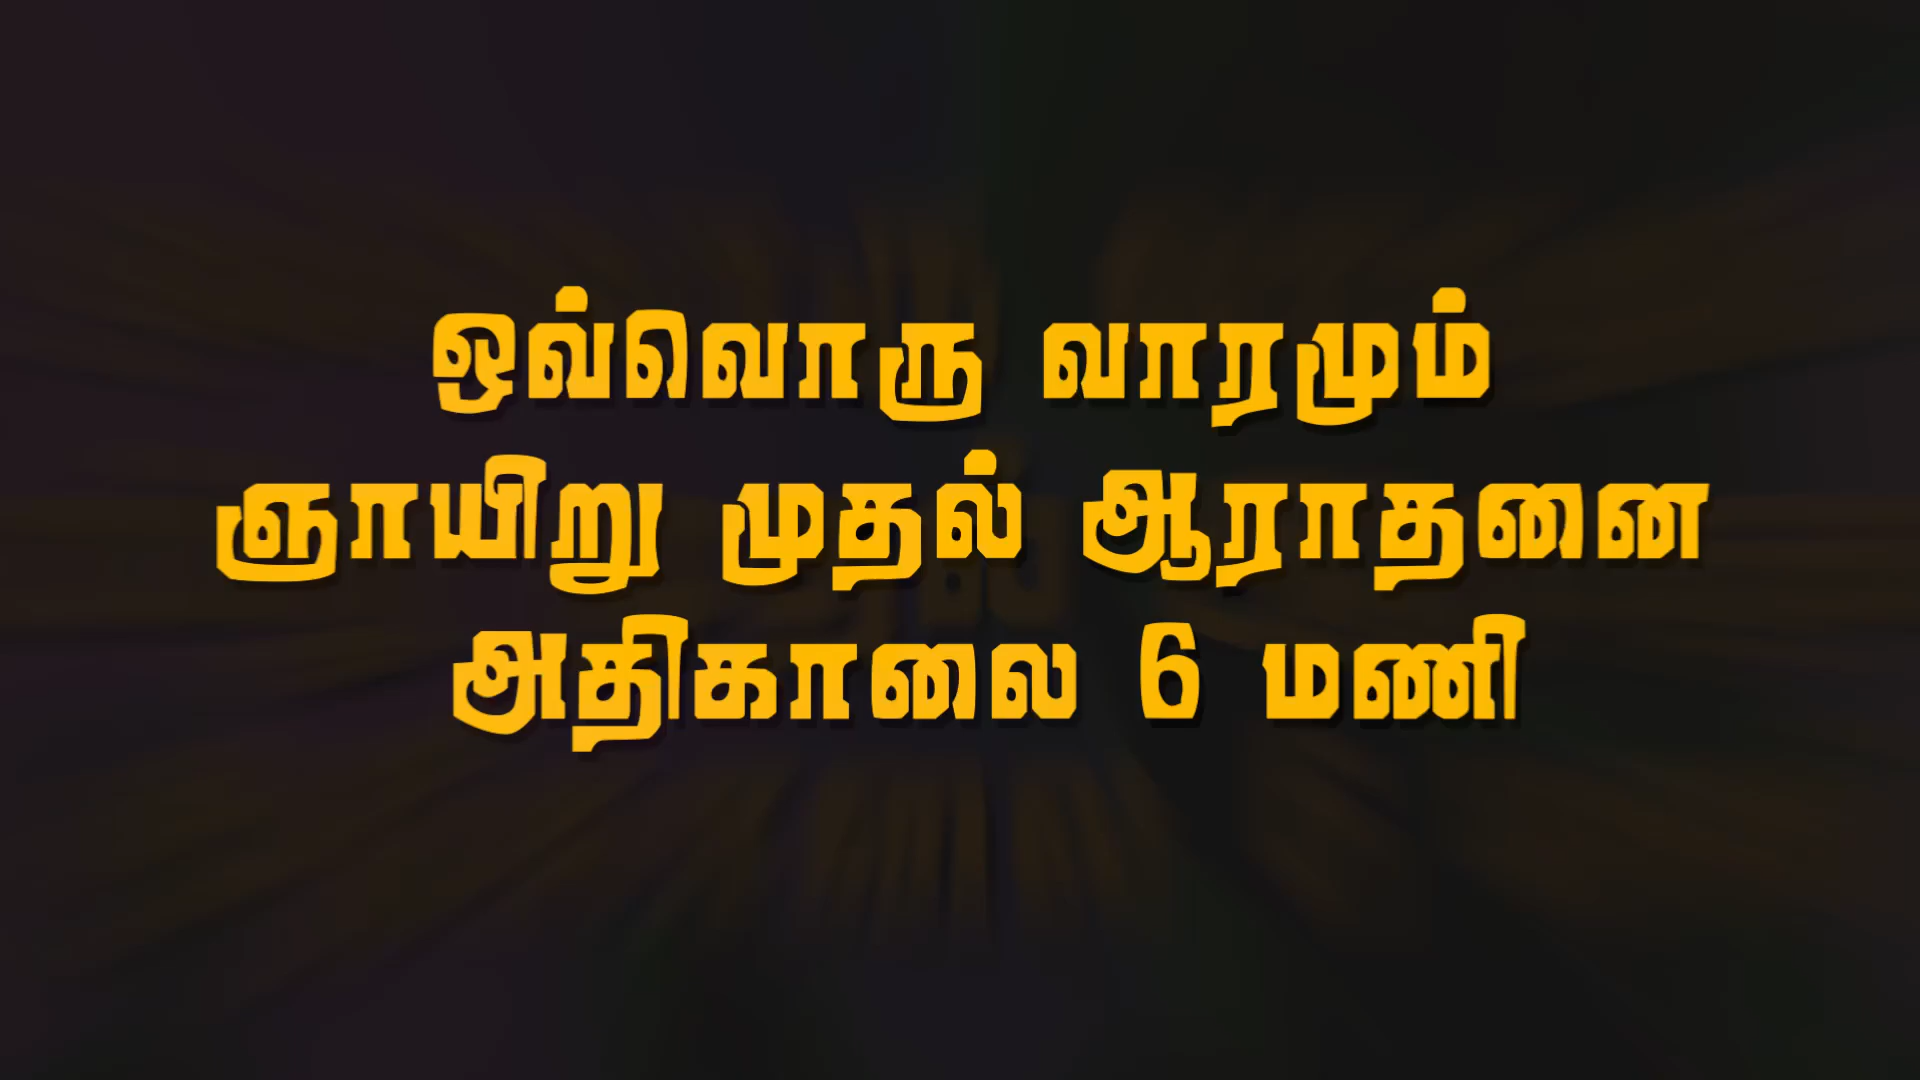 ஒவ்வொரு வாரமும்
ஞாயிறு முதல் ஆராதனை
அதிகாலை 6 மணி